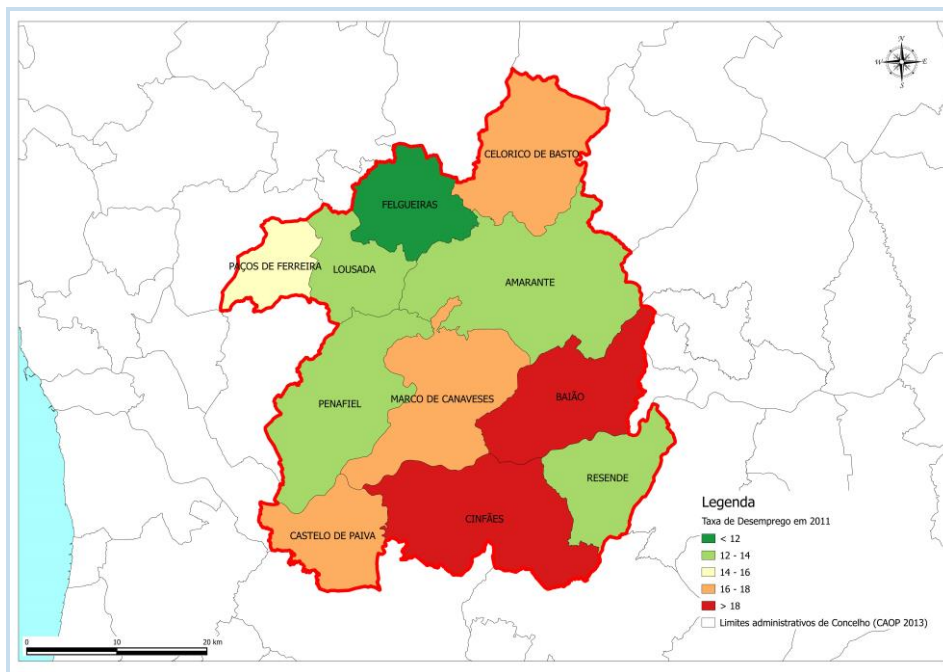 N
W E
S
CELORICO DE BASTO
FELGUEIRAS
PAÇOS DE FERREIRA
LOUSADA
AMARANTE
PENAFIEL
MARCO DE CANAVESES
BAIÃO
RESENDE
CINFÃES
CASTELO DE PAIVA
Legenda
Taxa de Desemprego em 2011
< 12
12 - 14
14 - 16
16 - 18
> 18
Limites administrativos de Concelho (CAOP 2013)
0 10 20 km